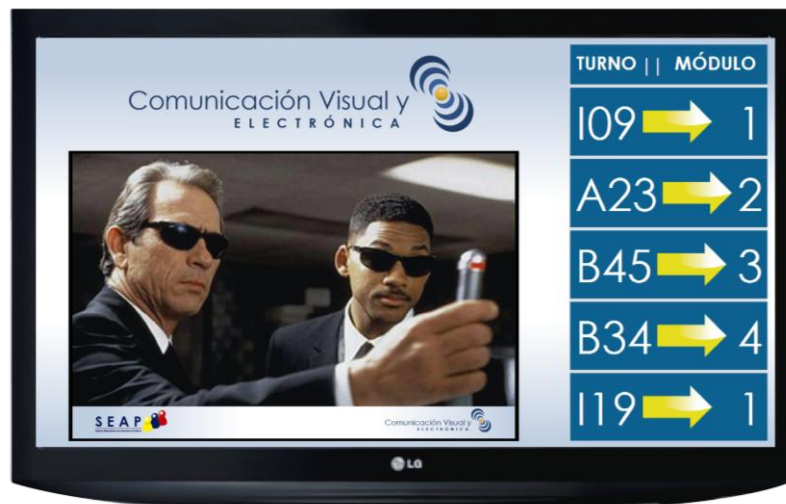 Comunicación Visual y
ELECTRÓNICA
TURNO || MÓDULO
I09 1
A23 2
B45 3
B34 4
I19 1
SEAP
Comunicación Visual y
ELECTRÓNICA
LG